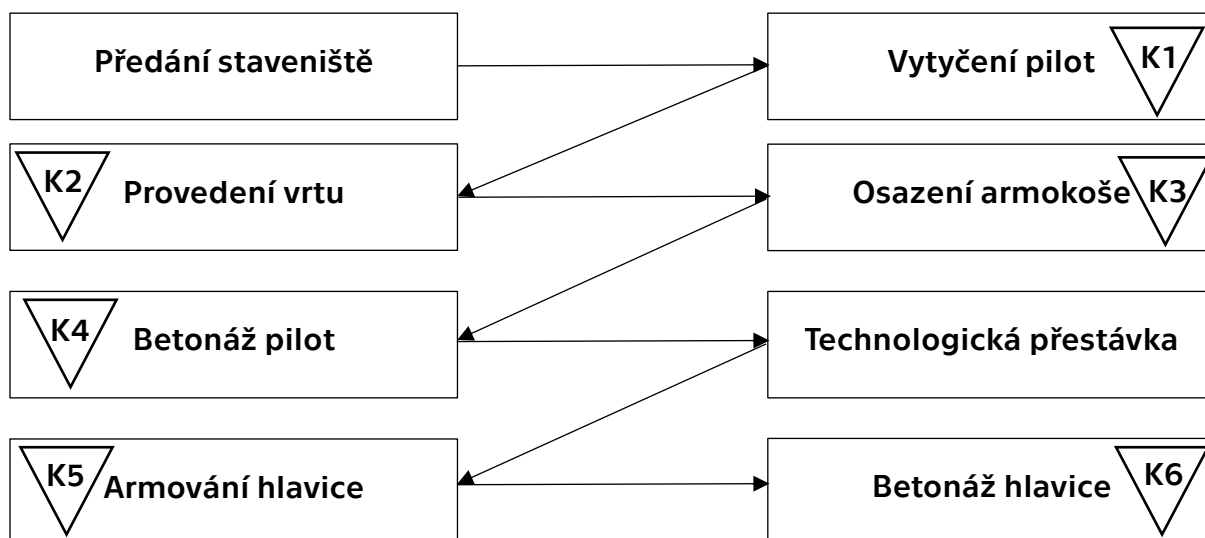 Předání staveniště
Vytyčení pilot
K1
K2
Provedení vrtu
Osazení armokoše
K3
K4
Betonáž pilot
Technologická přestávka
K5
Armování hlavice
Betonáž hlavice
K6